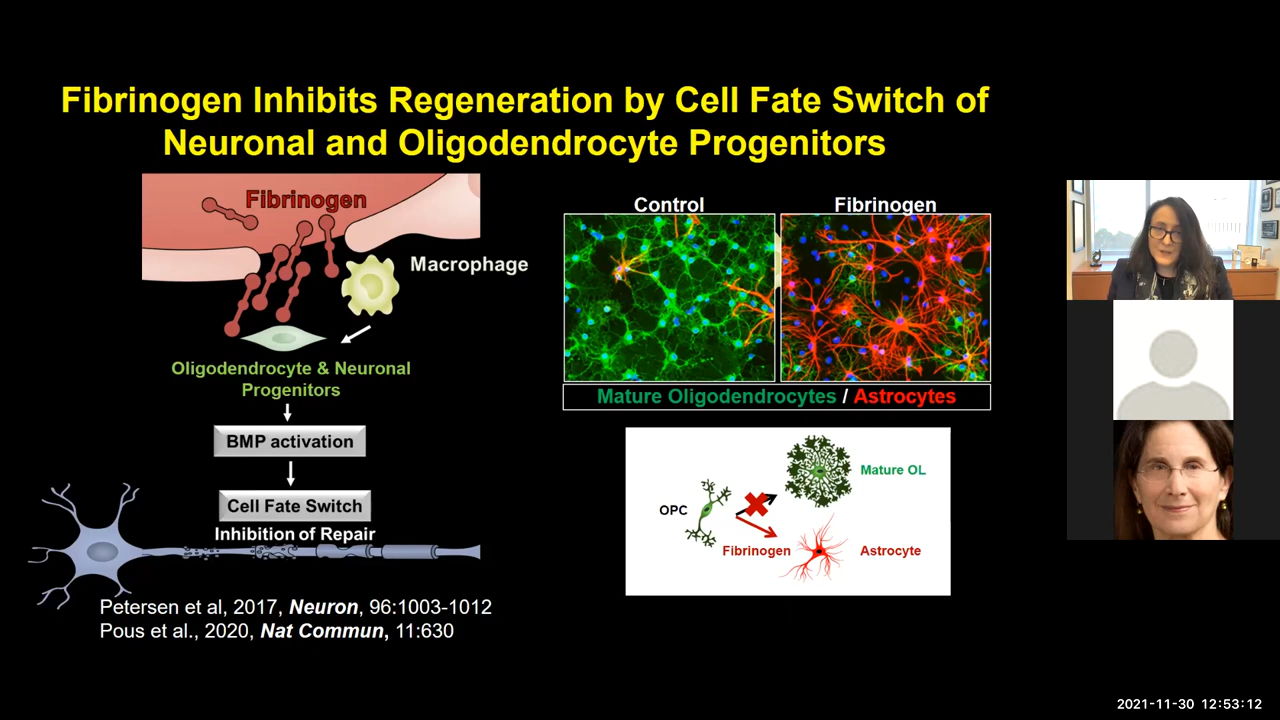 Fibrinogen Inhibits Regeneration by Cell Fate Switch of
Neuronal and Oligodendrocyte Progenitors
Fibrinogen
Macrophage
Oligodendrocyte & Neuronal
Progenitors
BMP activation
Cell Fate Switch
Inhibition of Repair
Petersen et al, 2017, Neuron, 96:1003-1012
Pous et al., 2020, Nat Commun, 11:630
Control
Fibrinogen
Mature Oligodendrocytes / Astrocytes
OPC
Mature OL
Fibrinogen
Astrocyte
2021-11-30 12:53:12